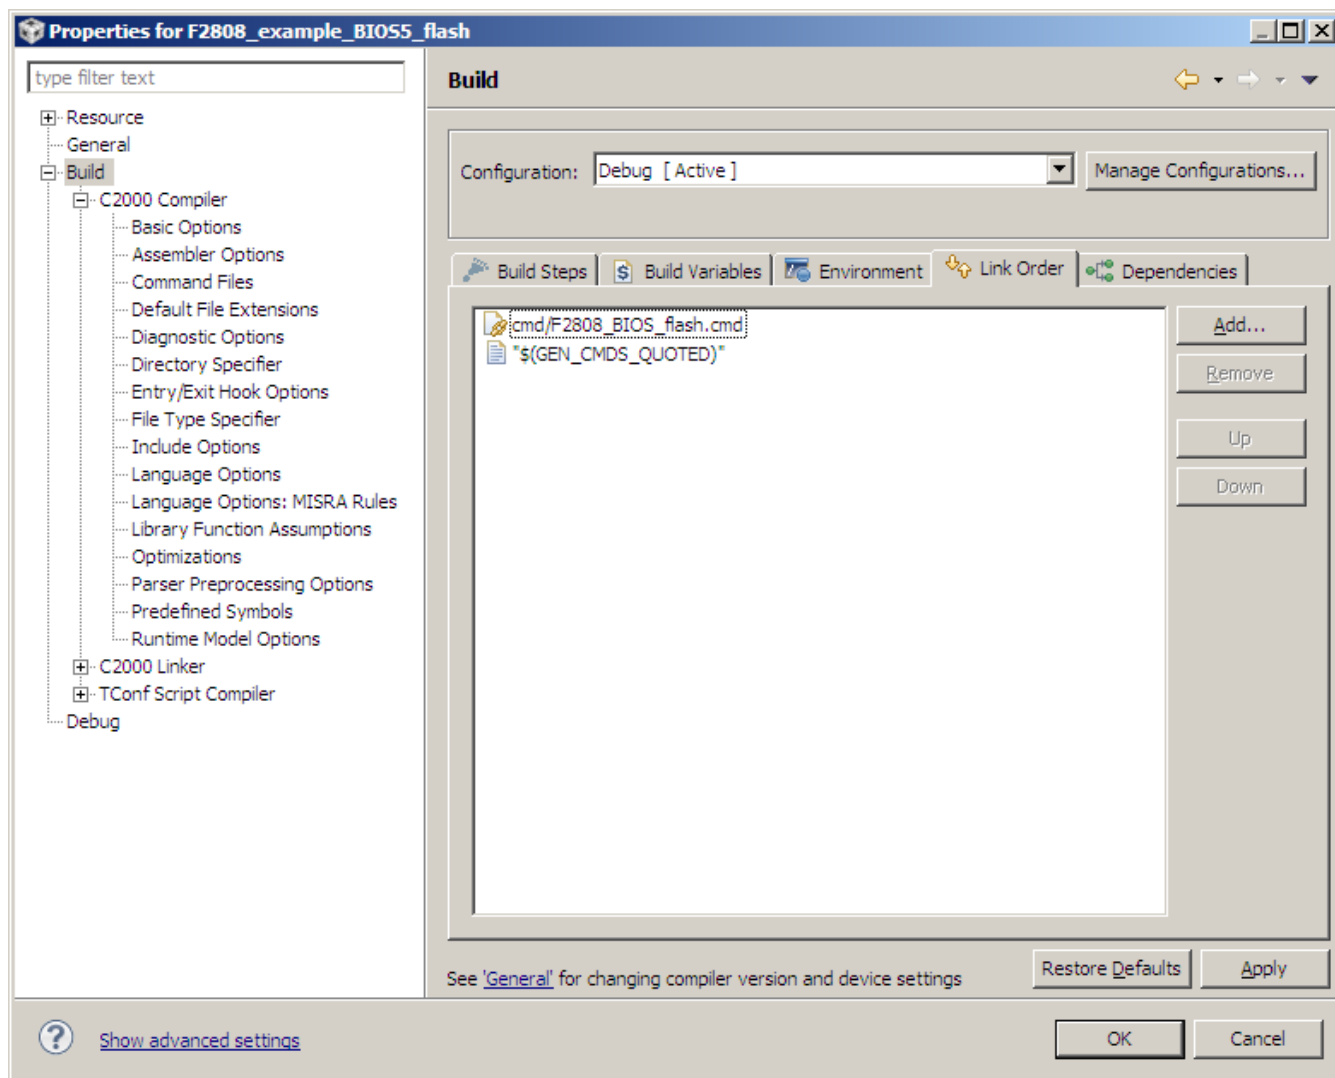 Properties for F2808_example_BIOS5_flash
type filter text
Resource
General
Build
C2000 Compiler
Basic Options
Assembler Options
Command Files
Default File Extensions
Diagnostic Options
Directory Specifier
Entry/Exit Hook Options
File Type Specifier
Include Options
Language Options
Language Options: MISRA Rules
Library Function Assumptions
Optimizations
Parser Preprocessing Options
Predefined Symbols
Runtime Model Options
C2000 Linker
TConf Script Compiler
Debug
Build
Configuration: Debug [ Active ] Manage Configurations...
Build Steps $ Build Variables Environment Link Order Dependencies
cmd/F2808_BIOS_flash.cmd
"$(GEN_CMDS_QUOTED)"
Add...
Remove
Up
Down
See 'General' for changing compiler version and device settings
Restore Defaults Apply
? Show advanced settings
OK Cancel